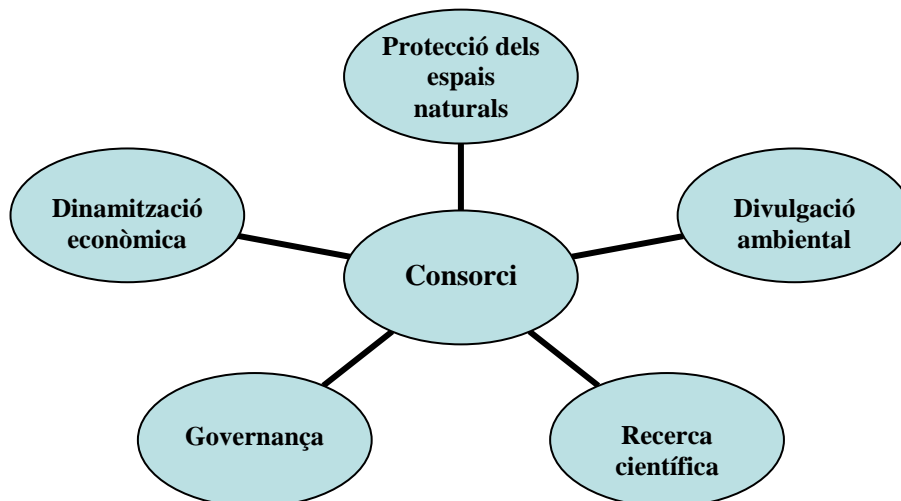 Protecció dels
espais
naturals
Dinamització
econòmica
Divulgació
ambiental
Consorci
Governança
Recerca
científica